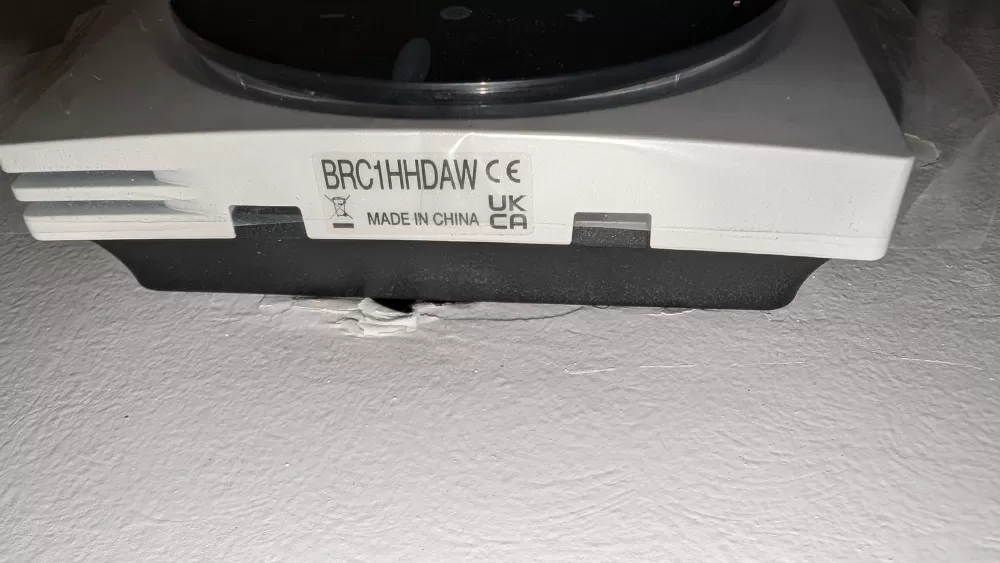 BRC1HHDAW CE
MADE IN CHINA UK
CA